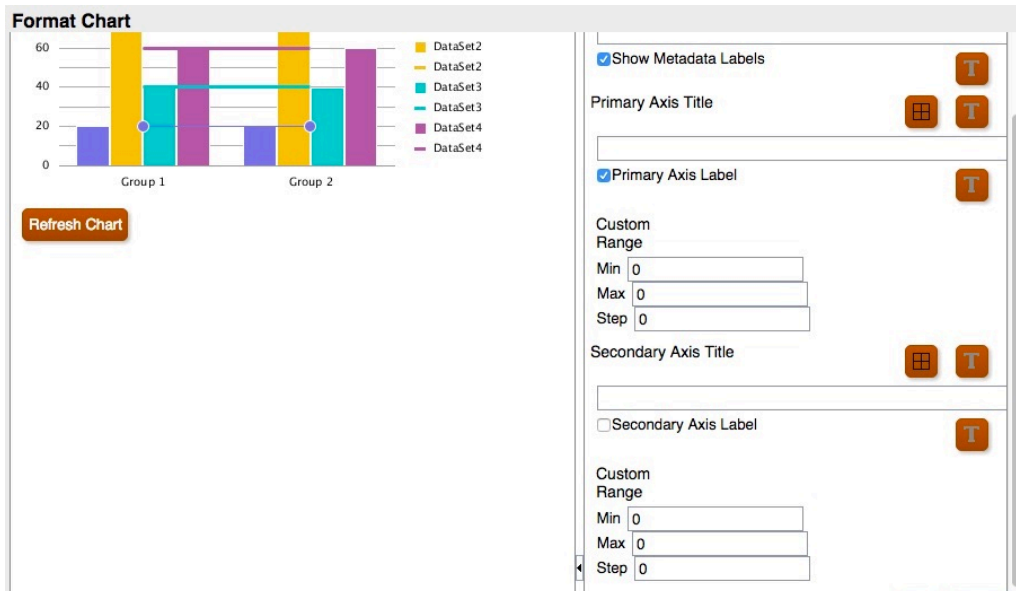 Format Chart
60
40
20
0
Group 1 Group 2
DataSet2
DataSet2
DataSet3
DataSet3
DataSet4
DataSet4
Refresh Chart
Show Metadata Labels
T
Primary Axis Title
T
Primary Axis Label
T
Custom
Range
Min 0
Max 0
Step 0
Secondary Axis Title
T
Secondary Axis Label
T
Custom
Range
Min 0
Max 0
Step 0